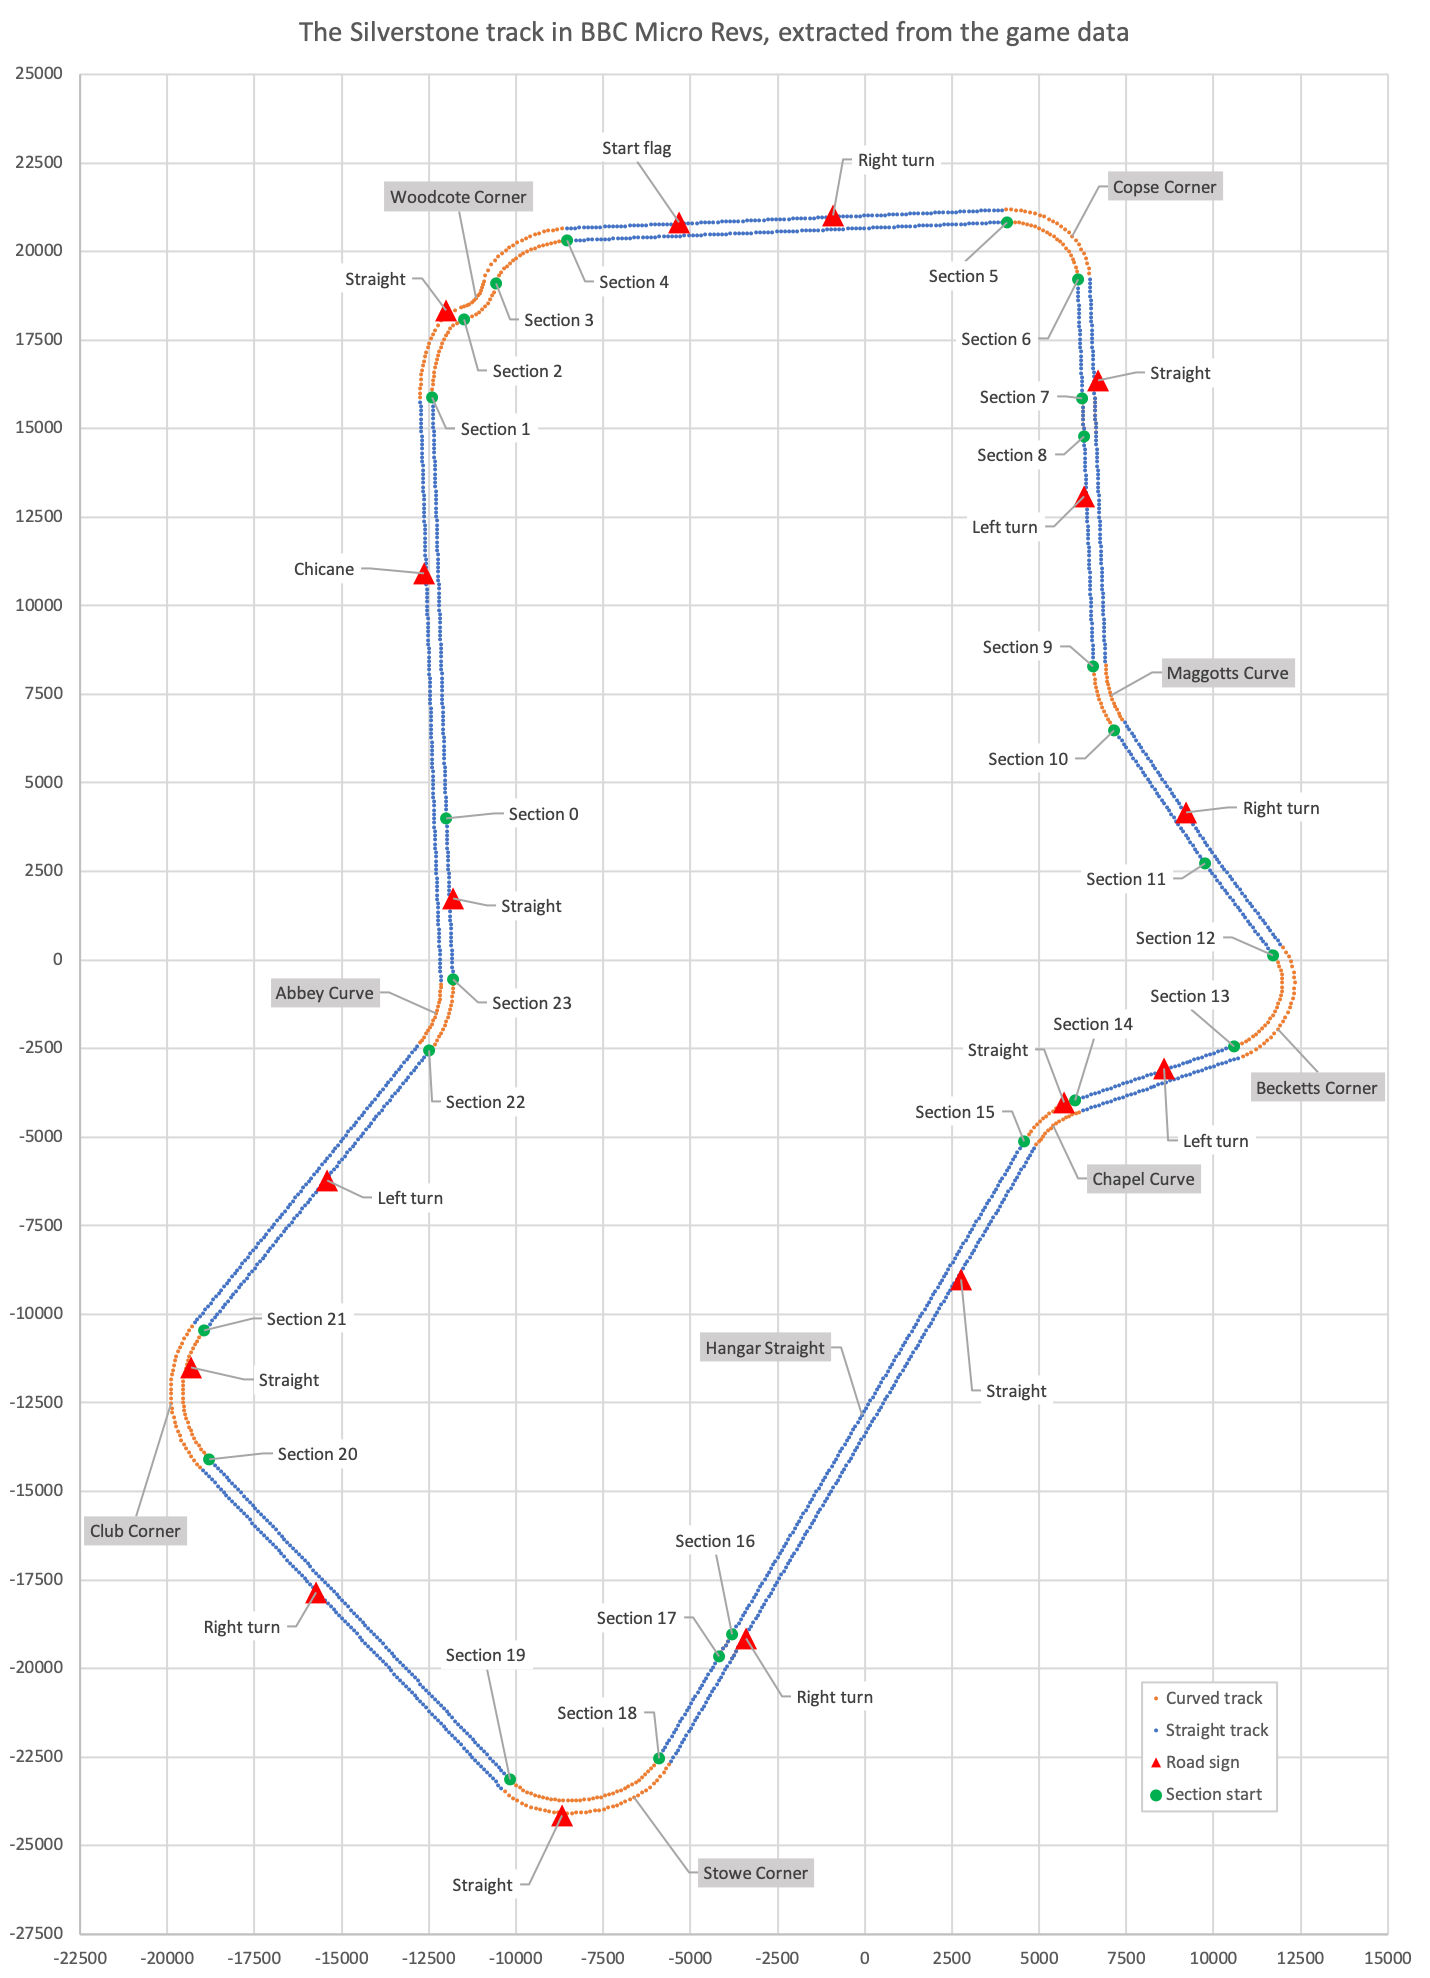 The Silverstone track in BBC Micro Revs, extracted from the game data
25000
22500
20000
17500
15000
12500
10000
7500
5000
2500
0
-2500
-5000
-7500
-10000
-12500
-15000
-17500
-20000
-22500
-25000
-27500
-22500 -20000 -17500 -15000 -12500 -10000 -7500 -5000 -2500 0 2500 5000 7500 10000 12500 15000
Start flag
Right turn
Copse Corner
Woodcote Corner
Straight
Section 4
Section 5
Section 3
Section 6
Section 2
Straight
Section 7
Section 1
Section 8
Left turn
Chicane
Section 9
Maggotts Curve
Section 10
Right turn
Section 0
Section 11
Straight
Section 12
Abbey Curve
Section 23
Section 13
Section 14
Straight
Becketts Corner
Section 22
Section 15
Left turn
Chapel Curve
Left turn
Section 21
Hangar Straight
Straight
Straight
Section 20
Club Corner
Section 16
Section 17
Right turn
Section 19
Right turn
Section 18
Stowe Corner
Straight
Curved track
Straight track
Road sign
Section start